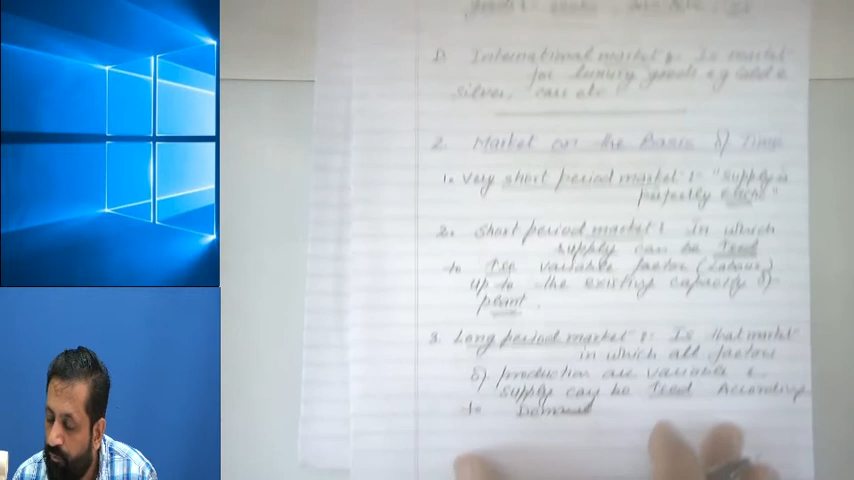 D. International market :- Is market
for luxury goods e.g Gold &
Silver, cars etc
2. Market on the Basis of Time
1. Very short period market :- "supply is
perfectly
2. Short period market : In which
supply can be ↑sed
to ↑se variable factor (Labour)
up to the existing capacity of
plant.
3. Long period market :- Is that market
in which all factors
of production are variable &
supply can be ↑sed According
to Demand